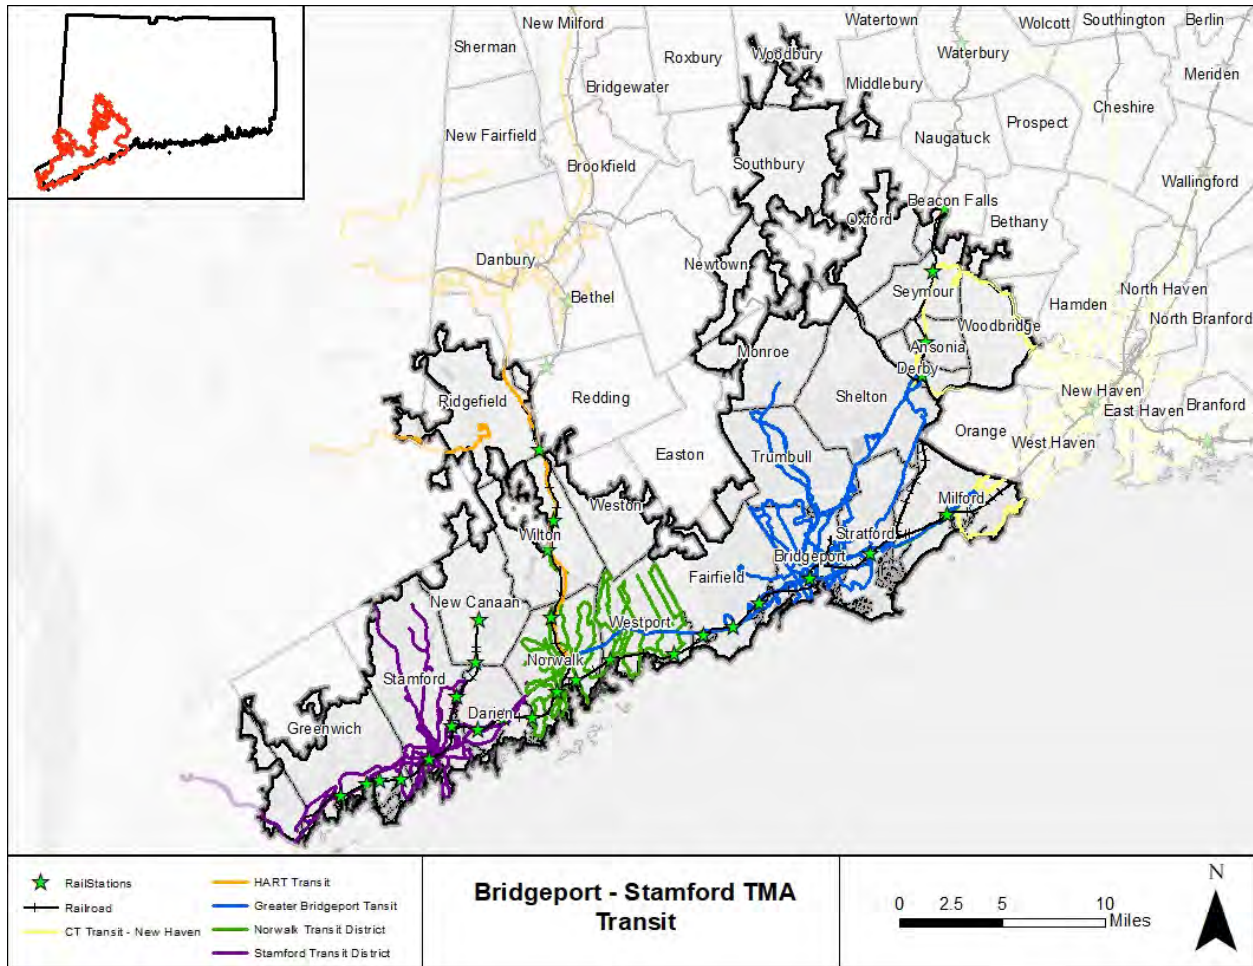 New Milford
Watertown
Wolcott
Southington
Berlin
Sherman
Roxbury
Woodbury
Waterbury
Middlebury
Meriden
Bridgewater
Cheshire
New Fairfield
Naugatuck
Prospect
Brookfield
Southbury
Wallingford
Beacon Falls
Oxford
Bethany
Danbury
Newtown
Bethel
Seymour
Hamden
North Haven
Woodbridge
North Branford
Ansonia
Monroe
Derby
New Haven
Ridgefield
Redding
Shelton
East Haven
Branford
Orange
West Haven
Easton
Trumbull
Weston
Milford
Wilton
Stratford
Bridgeport
Fairfield
New Canaan
Westport
Norwalk
Stamford
Darien
Greenwich
RailStations
Railroad
CT Transit - New Haven
HART Transit
Greater Bridgeport Tansit
Norwalk Transit District
Stamford Transit District
Bridgeport - Stamford TMA
Transit
0 2.5 5 10
Miles
N